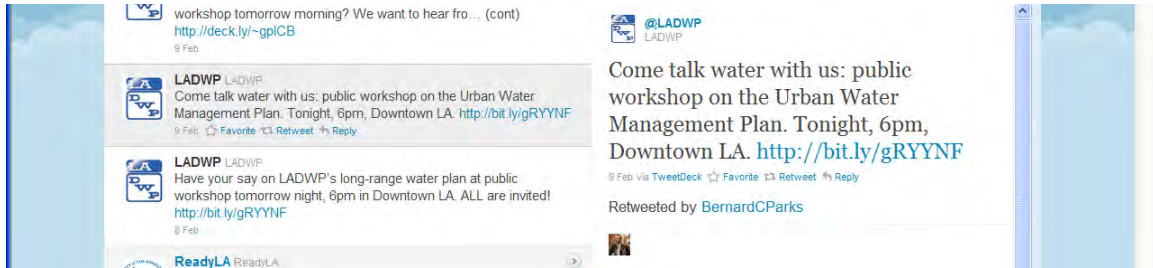 workshop tomorrow morning? We want to hear fro… (cont)
http://deck.ly/~gplCB
9 Feb
LADWP LADWP
Come talk water with us: public workshop on the Urban Water
Management Plan. Tonight, 6pm, Downtown LA. http://bit.ly/gRYYNF
9 Feb Favorite Retweet Reply
LADWP LADWP
Have your say on LADWP's long-range water plan at public
workshop tomorrow night, 6pm in Downtown LA. ALL are invited!
http://bit.ly/gRYYNF
8 Feb
ReadyLA ReadyLA
@LADWP
LADWP
Come talk water with us: public
workshop on the Urban Water
Management Plan. Tonight, 6pm,
Downtown LA. http://bit.ly/gRYYNF
9 Feb via TweetDeck Favorite Retweet Reply
Retweeted by BernardCParks